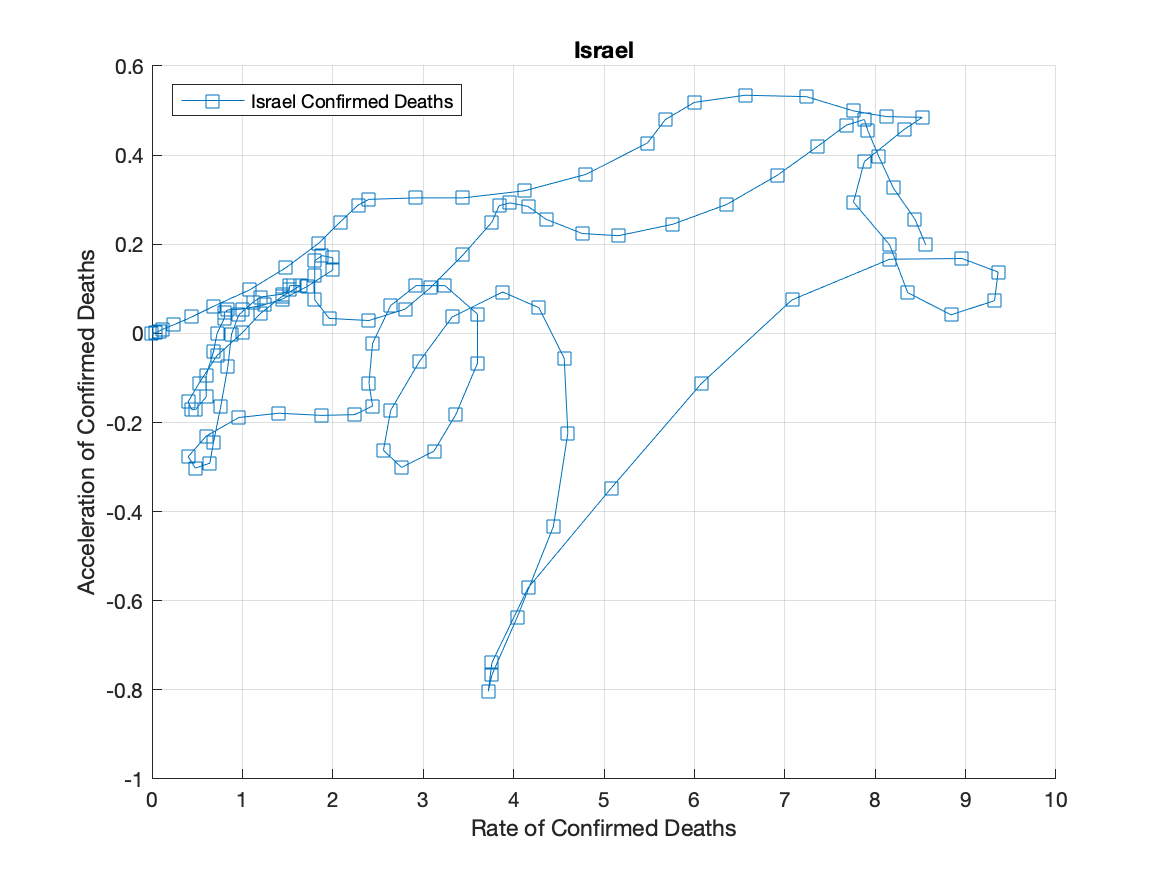 Israel
Israel Confirmed Deaths
0.6
0.4
0.2
0
-0.2
-0.4
-0.6
-0.8
-1
Acceleration of Confirmed Deaths
0 1 2 3 4 5 6 7 8 9 10
Rate of Confirmed Deaths